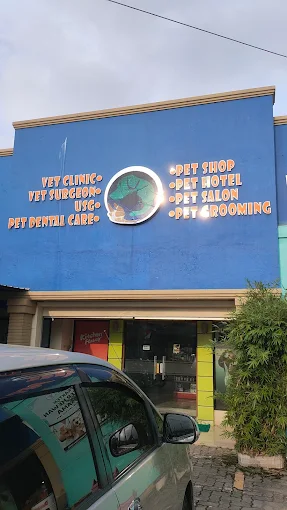 VET CLINIC•
VET SURGEON•
USG•
PET DENTAL CARE•
•PET SHOP
•PET HOTEL
•PET SALON
•PET GROOMING